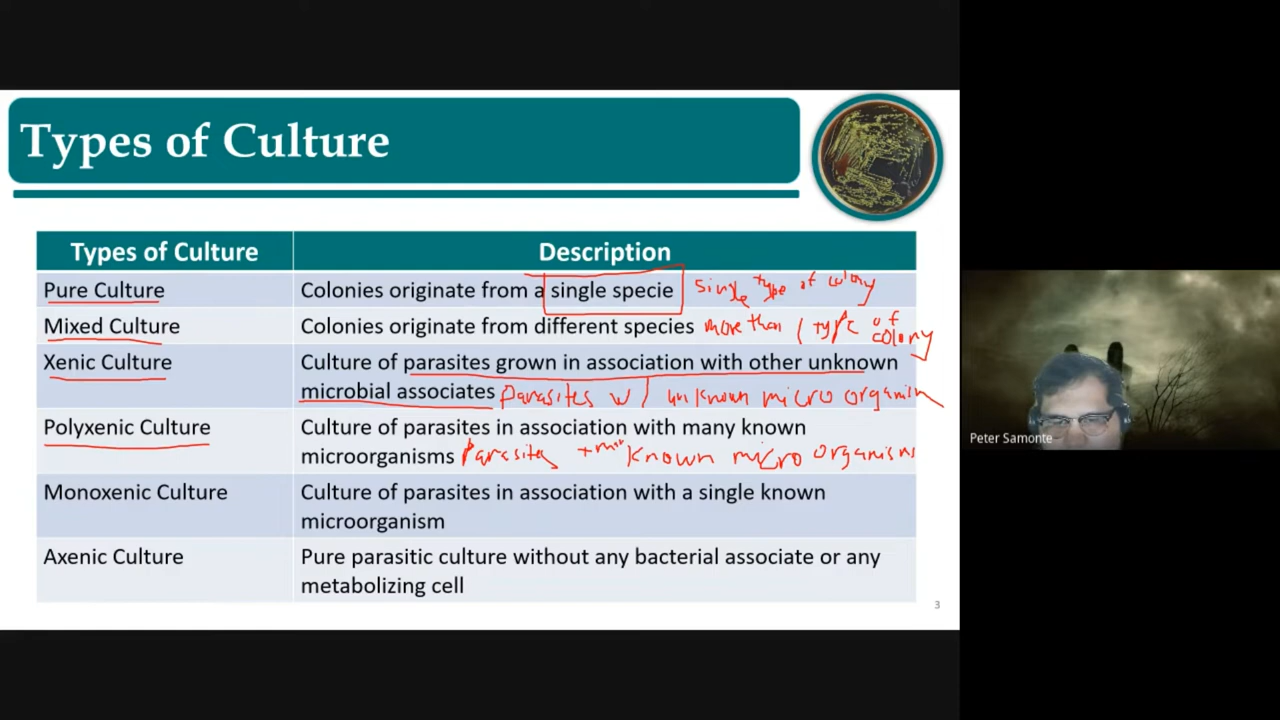 Types of Culture
Types of Culture Description
Pure Culture Colonies originate from a single specie single type of colony
Mixed Culture Colonies originate from different species more than 1 type of colony
Xenic Culture Culture of parasites grown in association with other unknown
microbial associates Parasites w/ unknown micro organism
Polyxenic Culture Culture of parasites in association with many known
microorganisms Parasites + known micro organisms
Monoxenic Culture Culture of parasites in association with a single known
microorganism
Axenic Culture Pure parasitic culture without any bacterial associate or any
metabolizing cell
3
Peter Samonte